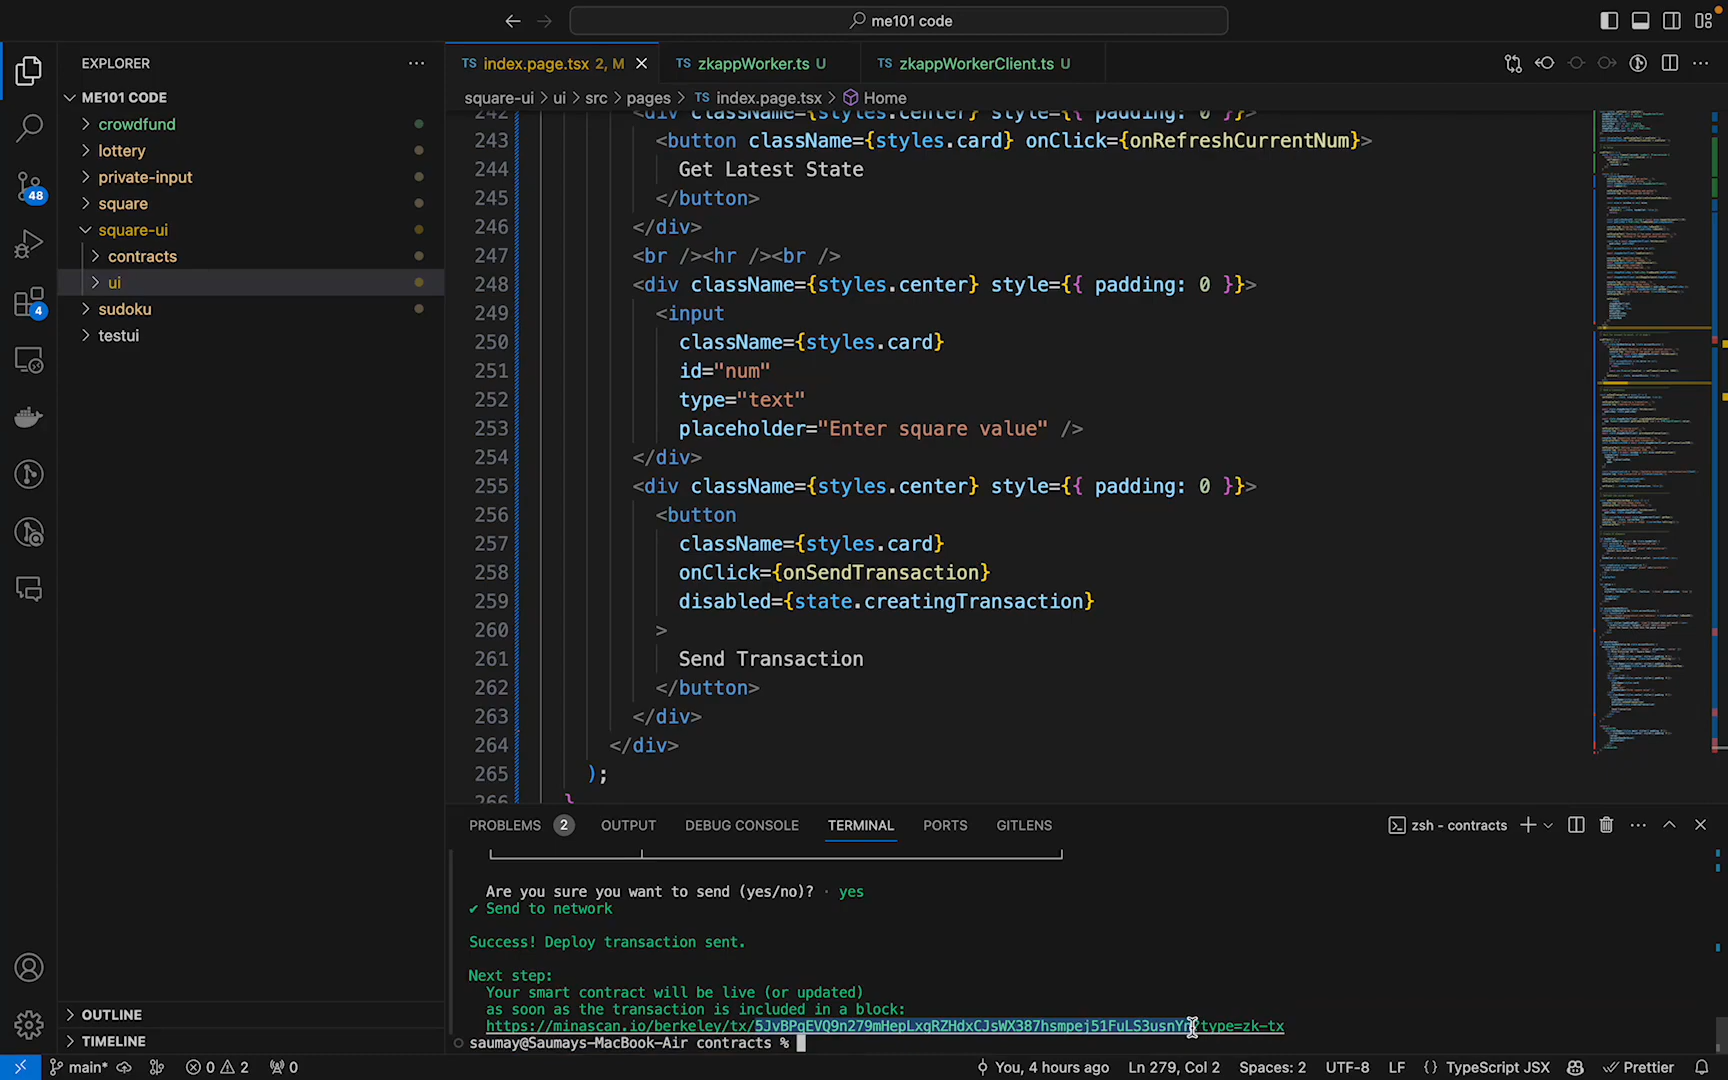 me101 code
EXPLORER
ME101 CODE
crowdfund
lottery
private-input
square
square-ui
contracts
ui
sudoku
testui
OUTLINE
TIMELINE
48
4
TS index.page.tsx 2, M
TS zkappWorker.ts U
TS zkappWorkerClient.ts U
square-ui > ui > src > pages > TS index.page.tsx > Home
242 <div className={styles.center} style={{ padding: 0 }}>
243 <button className={styles.card} onClick={onRefreshCurrentNum}>
244 Get Latest State
245 </button>
246 </div>
247 <br /><hr /><br />
248 <div className={styles.center} style={{ padding: 0 }}>
249 <input
250 className={styles.card}
251 id="num"
252 type="text"
253 placeholder="Enter square value" />
254 </div>
255 <div className={styles.center} style={{ padding: 0 }}>
256 <button
257 className={styles.card}
258 onClick={onSendTransaction}
259 disabled={state.creatingTransaction}
260 >
261 Send Transaction
262 </button>
263 </div>
264 </div>
265 );
266 }
PROBLEMS 2 OUTPUT DEBUG CONSOLE TERMINAL PORTS GITLENS
zsh - contracts
Are you sure you want to send (yes/no)? · yes
✔ Send to network
Success! Deploy transaction sent.
Next step:
Your smart contract will be live (or updated)
as soon as the transaction is included in a block:
https://minascan.io/berkeley/tx/5JvBPqEVQ9n279mHepLxgRZHdxCJsWX387hsmpej51FuLS3usnYn?type=zk-tx
saumay@Saumays-MacBook-Air contracts %
main* 0 2 0
You, 4 hours ago Ln 279, Col 2 Spaces: 2 UTF-8 LF {} TypeScript JSX Prettier